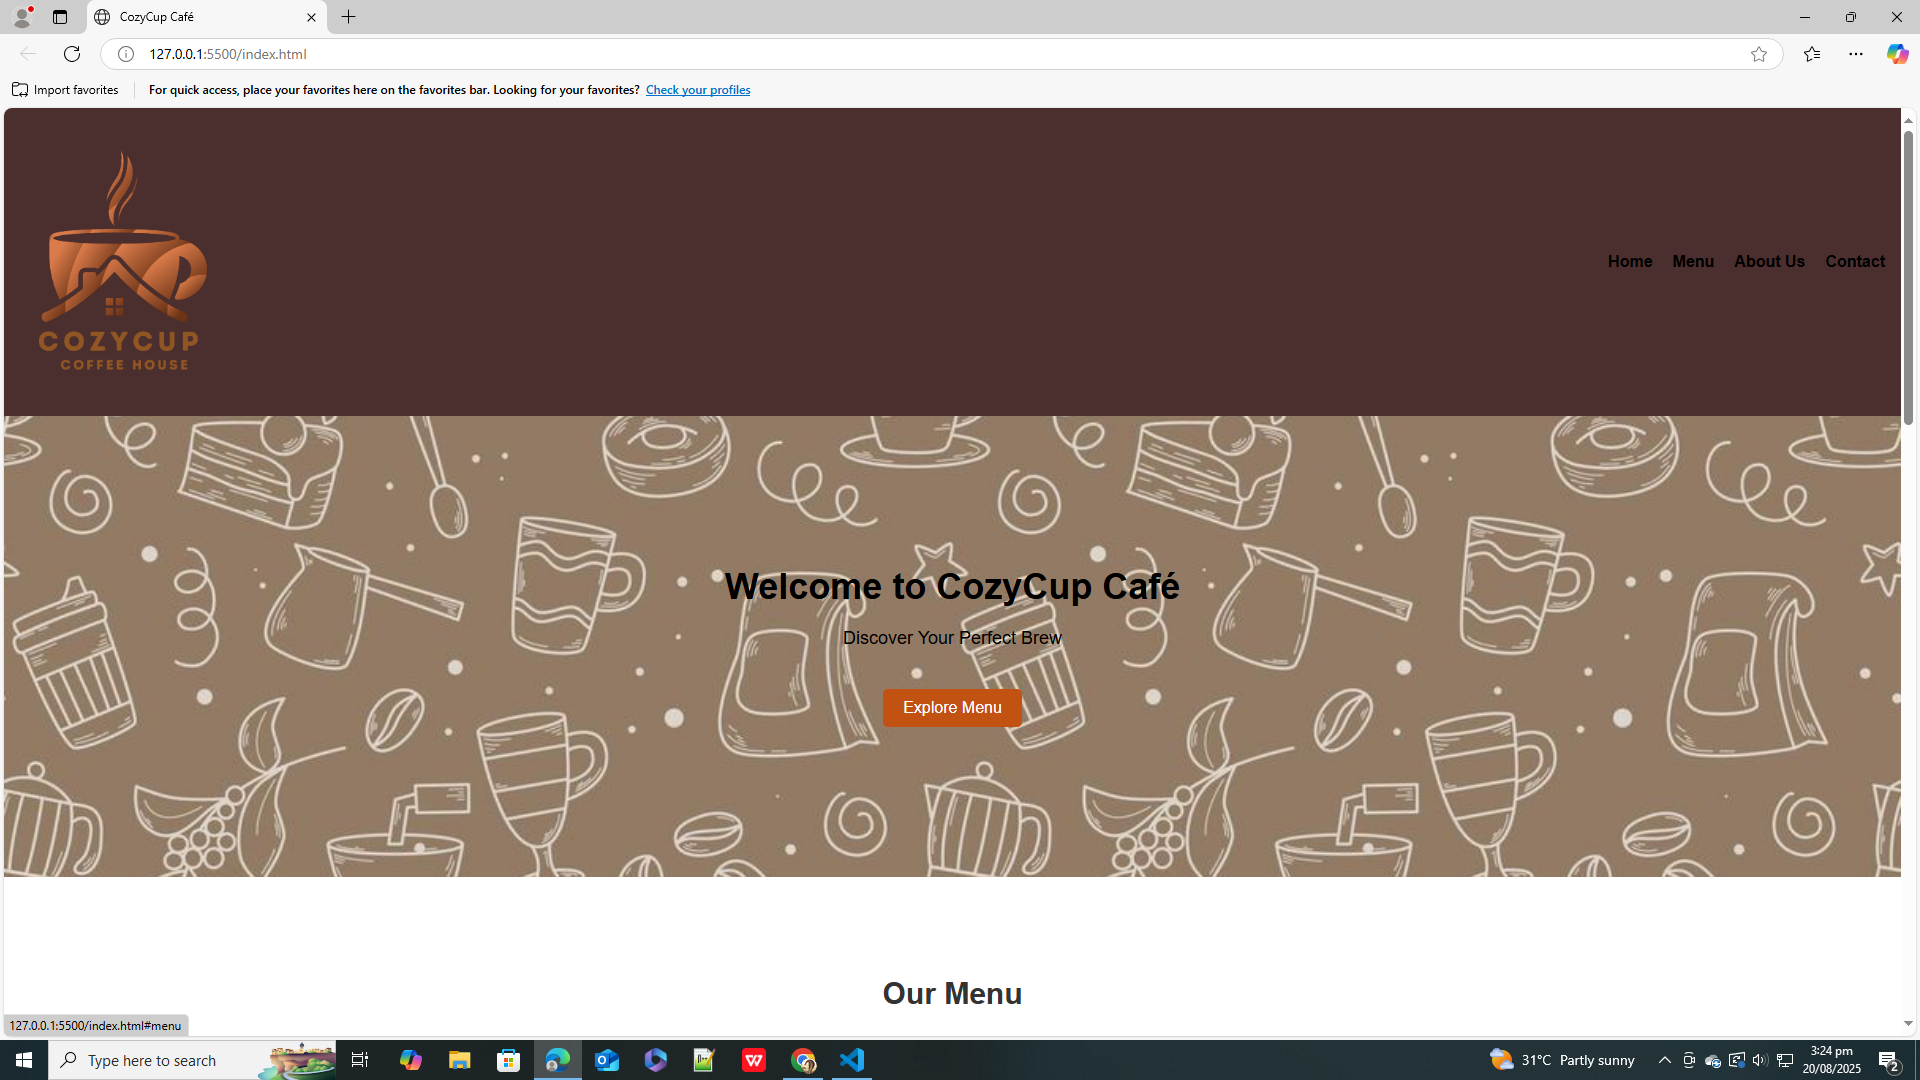 CozyCup Café
127.0.0.1:5500/index.html
Import favorites
For quick access, place your favorites here on the favorites bar. Looking for your favorites? Check your profiles
COZYCUP
COFFEE HOUSE
Home Menu About Us Contact
Welcome to CozyCup Café
Discover Your Perfect Brew
Explore Menu
Our Menu
127.0.0.1:5500/index.html#menu
Type here to search
31°C Partly sunny
3:24 pm
20/08/2025
2